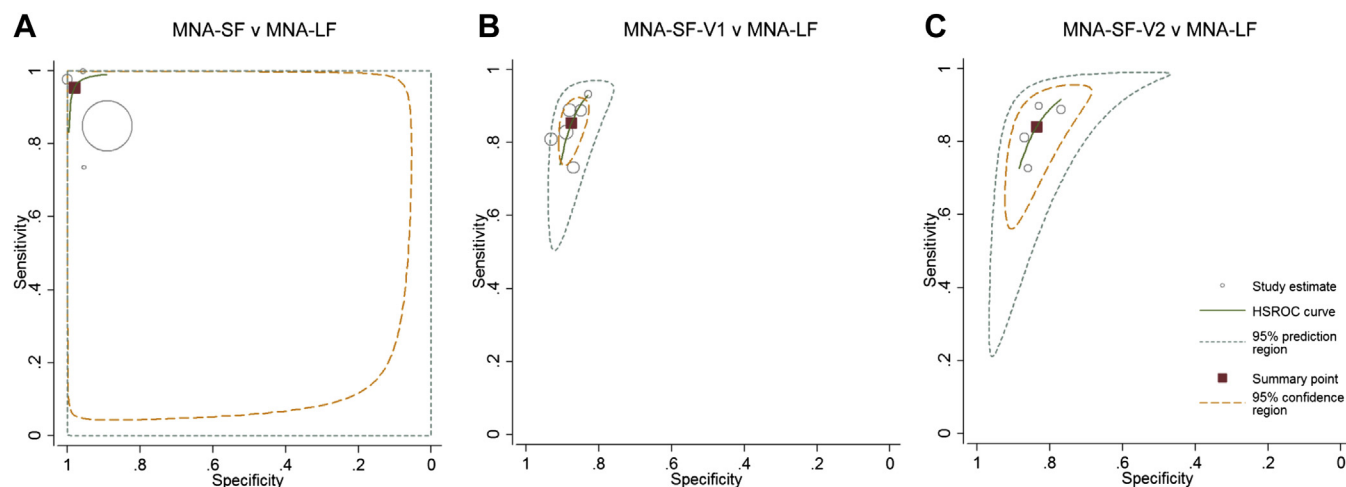 A
MNA-SF v MNA-LF
1
.8
.6
.4
.2
0
Sensitivity
1
.8
.6
.4
.2
0
Specificity
B
MNA-SF-V1 v MNA-LF
1
.8
.6
.4
.2
0
Sensitivity
1
.8
.6
.4
.2
0
Specificity
C
MNA-SF-V2 v MNA-LF
1
.8
.6
.4
.2
0
Sensitivity
1
.8
.6
.4
.2
0
Specificity
Study estimate
HSROC curve
95% prediction
region
Summary point
95% confidence
region